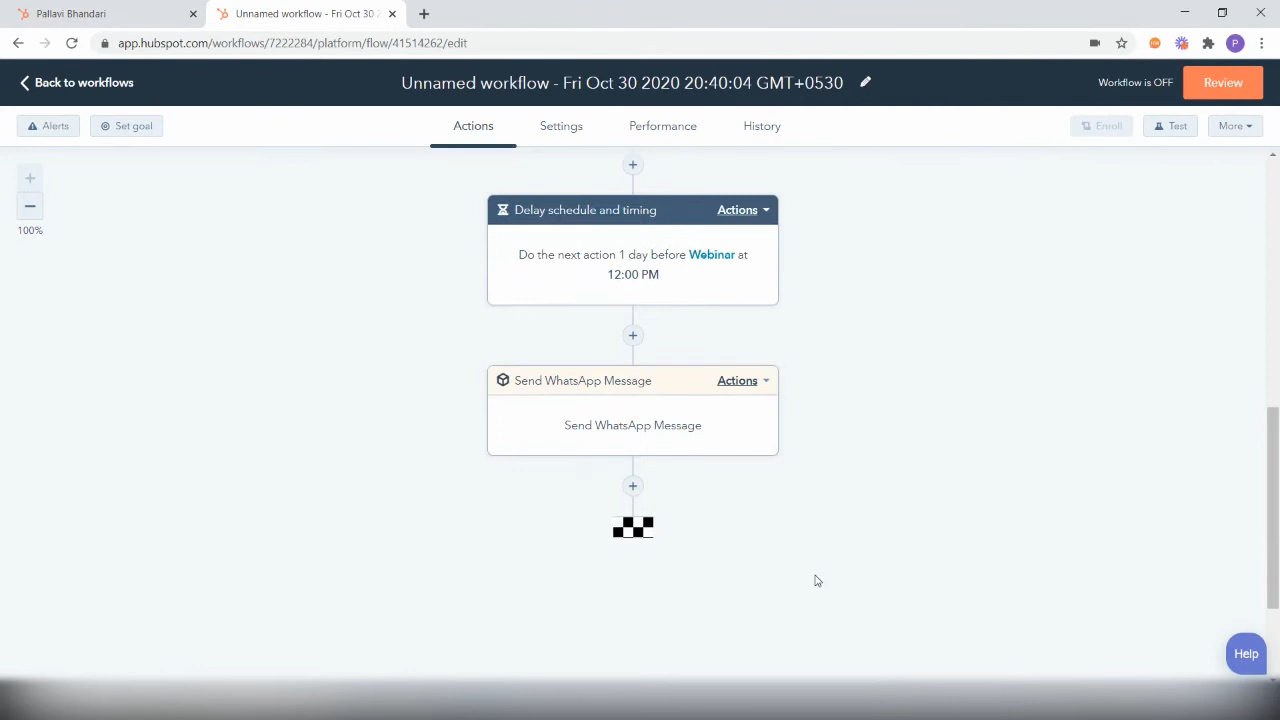 Pallavi Bhandari
Unnamed workflow - Fri Oct 30 20
app.hubspot.com/workflows/7222284/platform/flow/41514262/edit
P
Back to workflows
Unnamed workflow - Fri Oct 30 2020 20:40:04 GMT+0530
Workflow is OFF
Review
Alerts
Set goal
Actions
Settings
Performance
History
Enroll
Test
More
100%
Delay schedule and timing
Actions
Do the next action 1 day before Webinar at
12:00 PM
Send WhatsApp Message
Actions
Send WhatsApp Message
Help